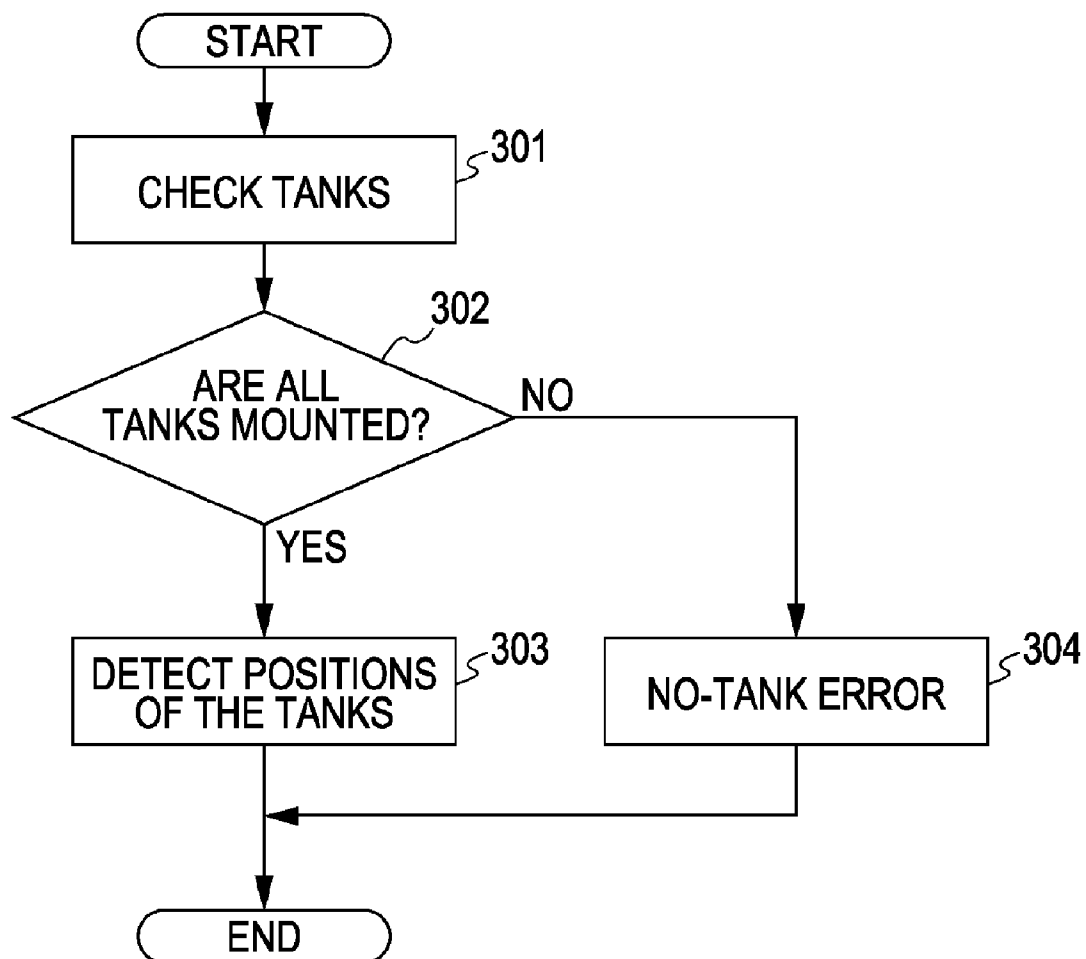 START
301
CHECK TANKS
302
ARE ALL
TANKS MOUNTED?
NO
YES
303
DETECT POSITIONS
OF THE TANKS
304
NO-TANK ERROR
END